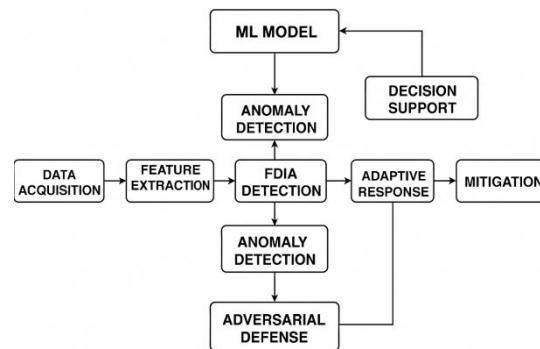 ML MODEL
DECISION
SUPPORT
ANOMALY
DETECTION
DATA
ACQUISITION
FEATURE
EXTRACTION
FDIA
DETECTION
ADAPTIVE
RESPONSE
MITIGATION
ANOMALY
DETECTION
ADVERSARIAL
DEFENSE